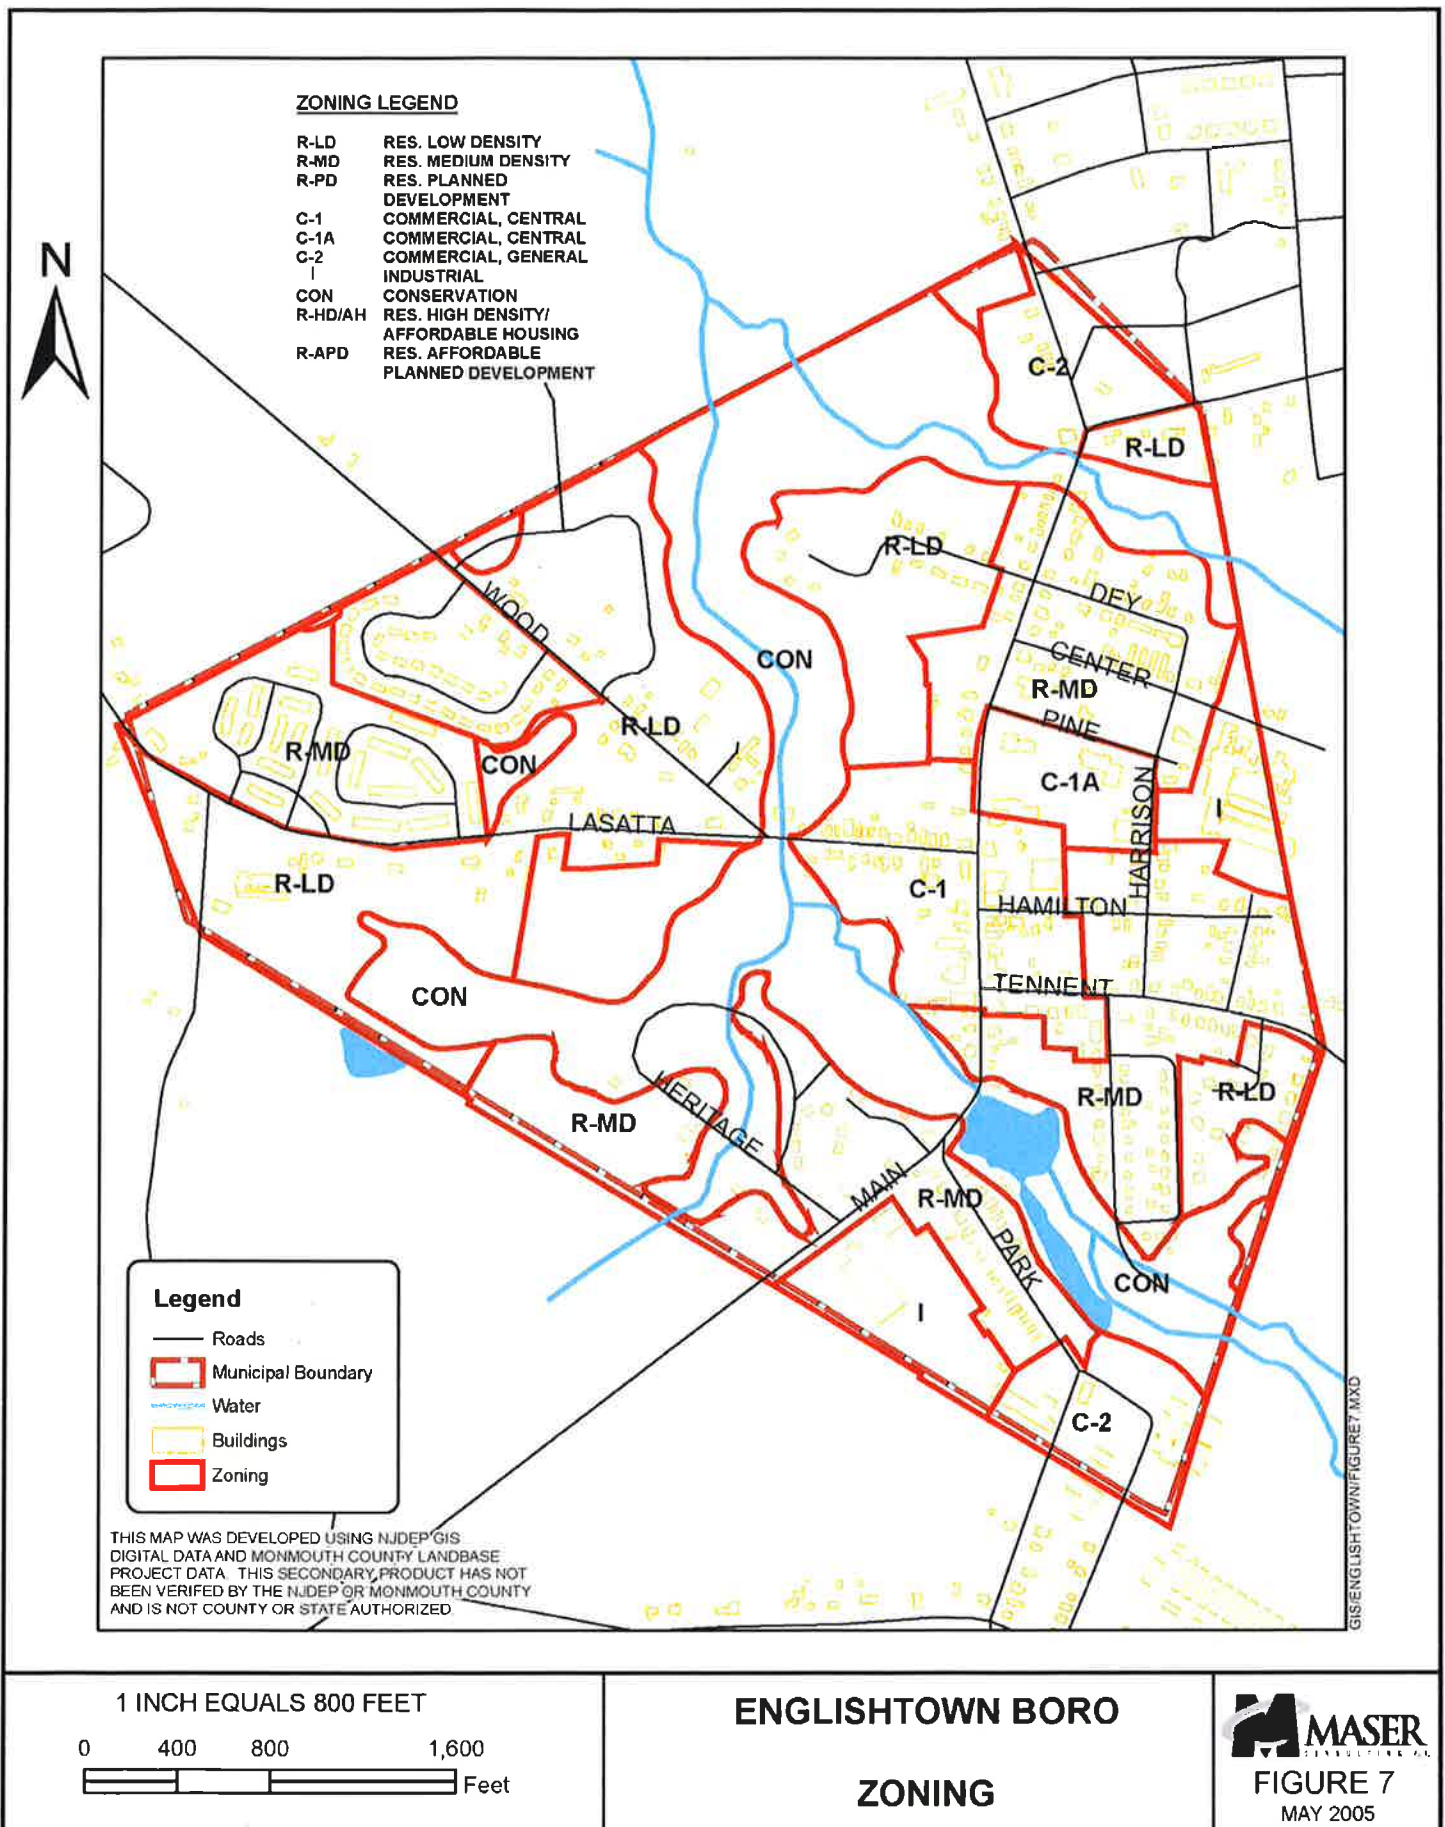 ZONING LEGEND
R-LD RES. LOW DENSITY
R-MD RES. MEDIUM DENSITY
R-PD RES. PLANNED
DEVELOPMENT
C-1 COMMERCIAL, CENTRAL
C-1A COMMERCIAL, CENTRAL
C-2 COMMERCIAL, GENERAL
I INDUSTRIAL
CON CONSERVATION
R-HD/AH RES. HIGH DENSITY/
AFFORDABLE HOUSING
R-APD RES. AFFORDABLE
PLANNED DEVELOPMENT
N
C-2
R-LD
R-LD
WOOD
DEY
CON
CENTER
R-MD
PINE
R-LD
R-MD
CON
C-1A
HARRISON
I
LASATTA
R-LD
C-1
HAMILTON
CON
TENNENT
HERITAGE
R-MD
R-MD
R-LD
MAIN
R-MD
PARK
CON
I
C-2
Legend
Roads
Municipal Boundary
Water
Buildings
Zoning
THIS MAP WAS DEVELOPED USING NJDEP GIS
DIGITAL DATA AND MONMOUTH COUNTY LANDBASE
PROJECT DATA. THIS SECONDARY PRODUCT HAS NOT
BEEN VERIFED BY THE NJDEP OR MONMOUTH COUNTY
AND IS NOT COUNTY OR STATE AUTHORIZED
GIS/ENGLISHTOWN/FIGURE7.MXD
1 INCH EQUALS 800 FEET
0 400 800 1,600
Feet
ENGLISHTOWN BORO
ZONING
MASER
CONSULTING P.A.
FIGURE 7
MAY 2005